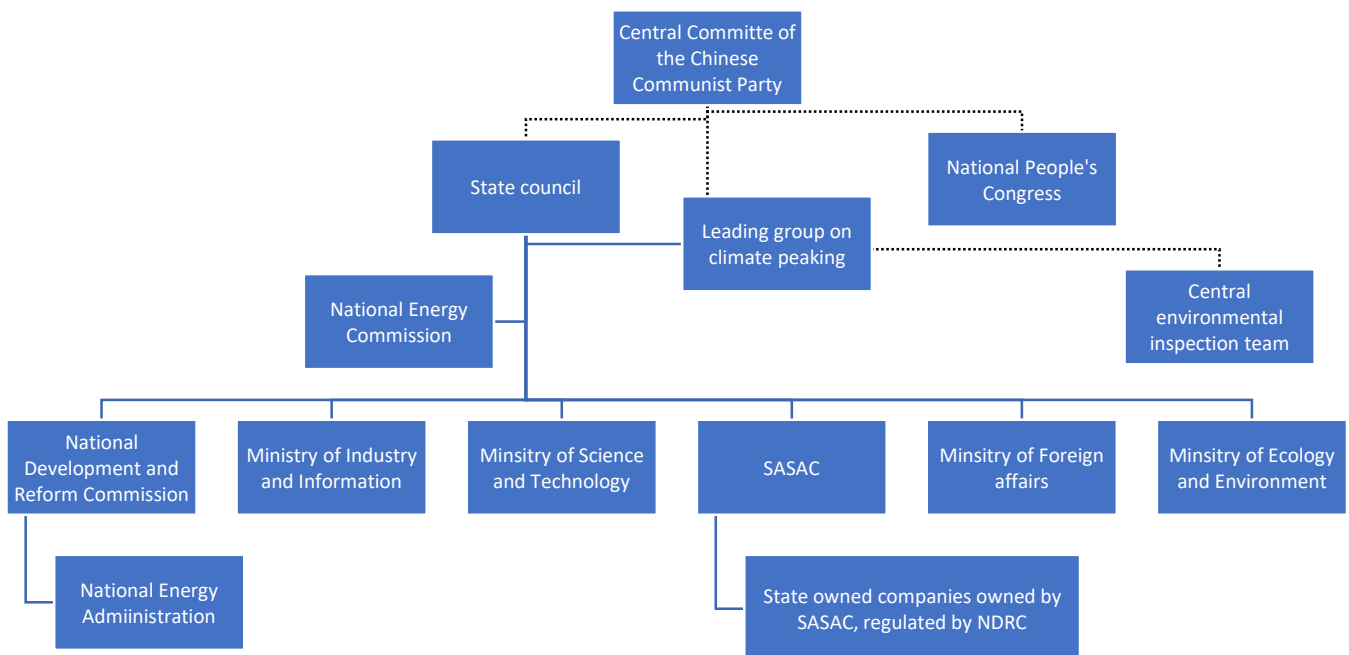 Central Committe of
the Chinese
Communist Party
State council
National People's
Congress
Leading group on
climate peaking
National Energy
Commission
Central
environmental
inspection team
National
Development and
Reform Commission
Ministry of Industry
and Information
Minsitry of Science
and Technology
SASAC
Minsitry of Foreign
affairs
Minsitry of Ecology
and Environment
National Energy
Admiinistration
State owned companies owned by
SASAC, regulated by NDRC